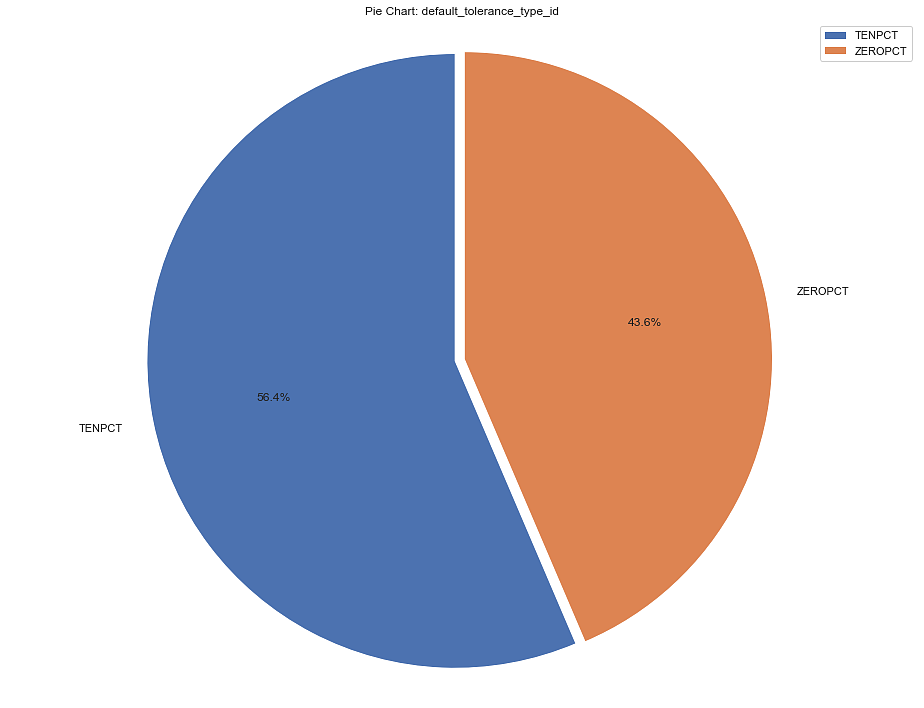 Pie Chart: default_tolerance_type_id
TENPCT
ZEROPCT
ZEROPCT
43.6%
56.4%
TENPCT